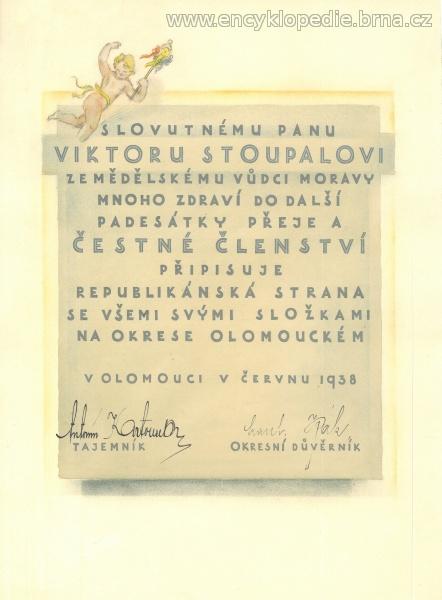 www.encyklopedie.brna.cz
SLOVUTNÉMU PANU
VIKTORU STOUPALOVI
ZEMĚDĚLSKÉMU VŮDCI MORAVY
MNOHO ZDRAVÍ DO DALŠÍ
PADESÁTKY PŘEJE A
ČESTNÉ ČLENSTVÍ
PŘIPISUJE
REPUBLIKÁNSKÁ STRANA
SE VŠEMI SVÝMI SLOŽKAMI
NA OKRESE OLOMOUCKÉM
V OLOMOUCI V ČERVNU 1938
Antonín
TAJEMNÍK
OKRESNÍ DŮVĚRNÍK